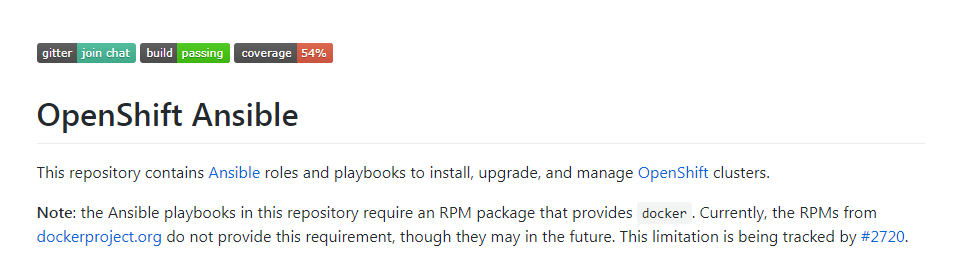 gitter join chat build passing coverage 54%
OpenShift Ansible
This repository contains Ansible roles and playbooks to install, upgrade, and manage OpenShift clusters.
Note: the Ansible playbooks in this repository require an RPM package that provides docker. Currently, the RPMs from
dockerproject.org do not provide this requirement, though they may in the future. This limitation is being tracked by #2720.